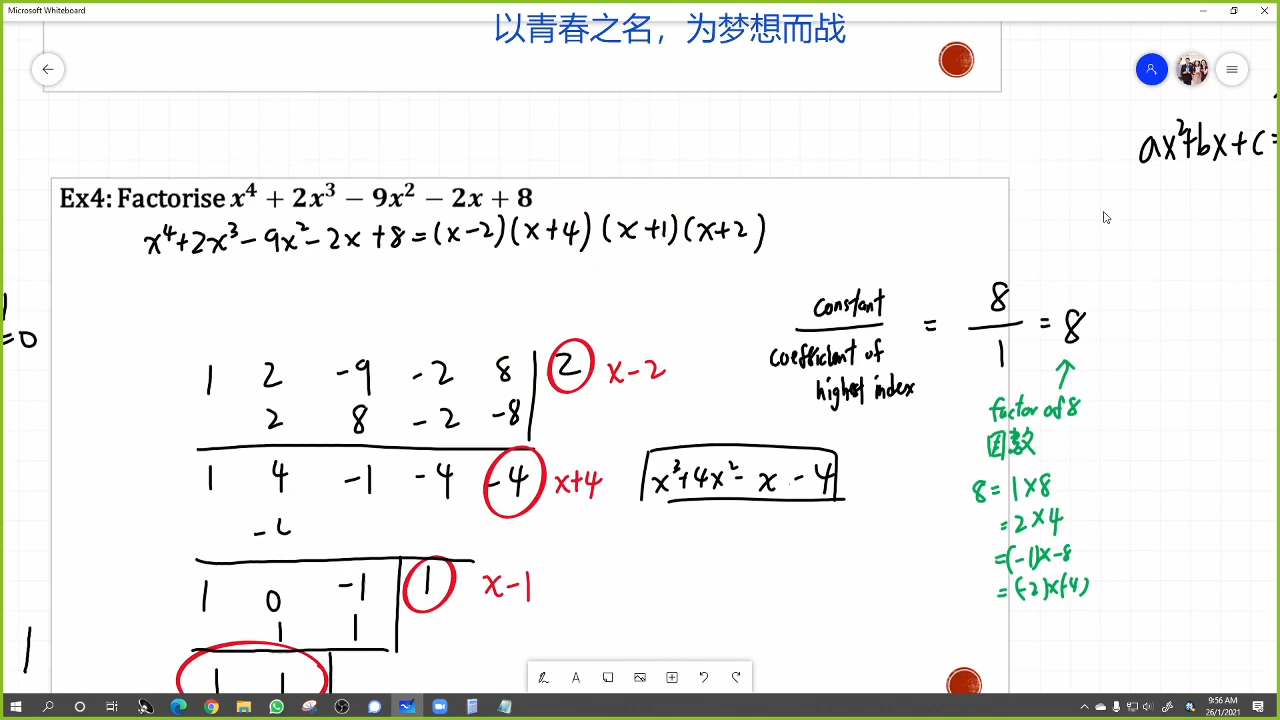 Microsoft Whiteboard
以青春之名，为梦想而战
ax²+bx+c=
Ex4: Factorise x⁴ + 2x³ − 9x² − 2x + 8
x⁴+2x³-9x²-2x+8=(x-2)(x+4)(x+1)(x+2)
=0
constant
coefficient of
highest index
= 8/1 = 8
1 2 -9 -2 8 2 x-2
2 8 -2 -8
1 4 -1 -4 -4 x+4
x³+4x²- x - 4
-4
1 0 -1 1 x-1
1 1
1 1
1
factor of 8
因数
8= 1×8
= 2×4
=(-1)×-8
= (-2)×(-4)
9:56 AM
26/1/2021